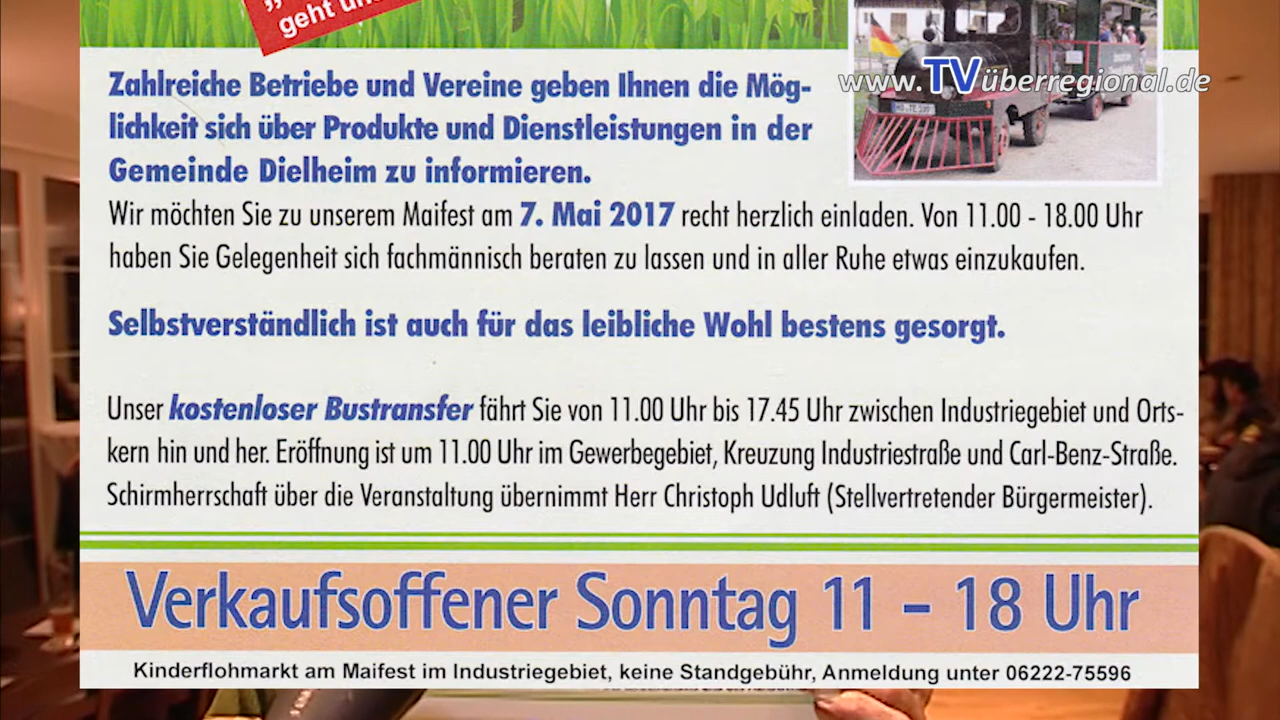 geht
www.TVüberregional.de
Zahlreiche Betriebe und Vereine geben Ihnen die Mög-
lichkeit sich über Produkte und Dienstleistungen in der
Gemeinde Dielheim zu informieren.
Wir möchten Sie zu unserem Maifest am 7. Mai 2017 recht herzlich einladen. Von 11.00 - 18.00 Uhr
haben Sie Gelegenheit sich fachmännisch beraten zu lassen und in aller Ruhe etwas einzukaufen.
Selbstverständlich ist auch für das leibliche Wohl bestens gesorgt.
Unser kostenloser Bustransfer fährt Sie von 11.00 Uhr bis 17.45 Uhr zwischen Industriegebiet und Orts-
kern hin und her. Eröffnung ist um 11.00 Uhr im Gewerbegebiet, Kreuzung Industriestraße und Carl-Benz-Straße.
Schirmherrschaft über die Veranstaltung übernimmt Herr Christoph Udluft (Stellvertretender Bürgermeister).
Verkaufsoffener Sonntag 11 – 18 Uhr
Kinderflohmarkt am Maifest im Industriegebiet, keine Standgebühr, Anmeldung unter 06222-75596